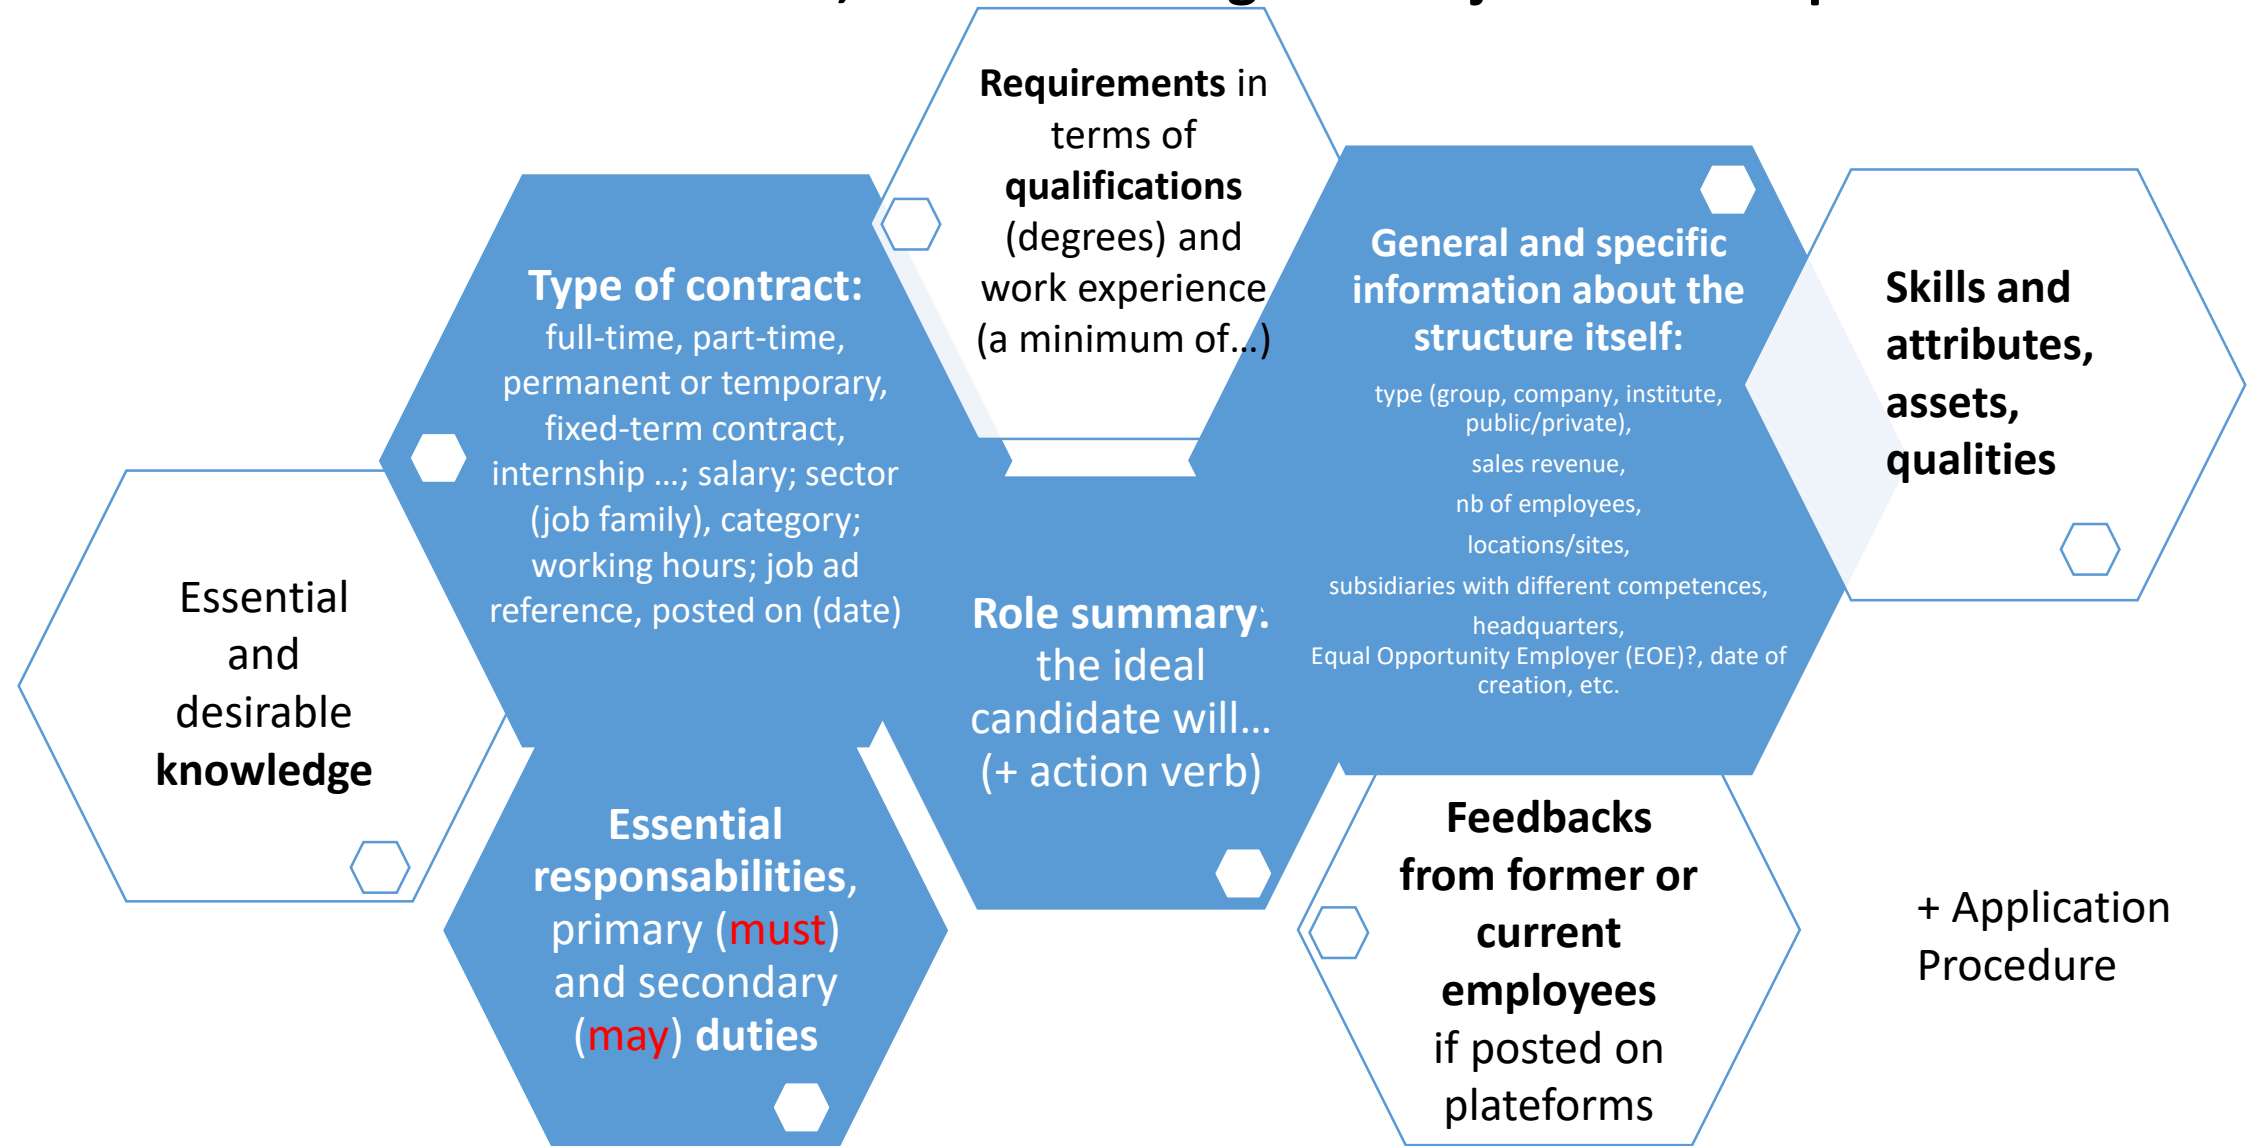 Requirements in
terms of
qualifications
(degrees) and
work experience
(a minimum of...)
Type of contract:
full-time, part-time,
permanent or temporary,
fixed-term contract,
internship ...; salary; sector
(job family), category;
working hours; job ad
reference, posted on (date)
General and specific
information about the
structure itself:
type (group, company, institute,
public/private),
sales revenue,
nb of employees,
locations/sites,
subsidiaries with different competences,
headquarters,
Equal Opportunity Employer (EOE)?, date of
creation, etc.
Skills and
attributes,
assets,
qualities
Essential
and
desirable
knowledge
Role summary:
the ideal
candidate will...
(+ action verb)
Essential
responsabilities,
primary (must)
and secondary
(may) duties
Feedbacks
from former or
current
employees
if posted on
plateforms
+ Application
Procedure